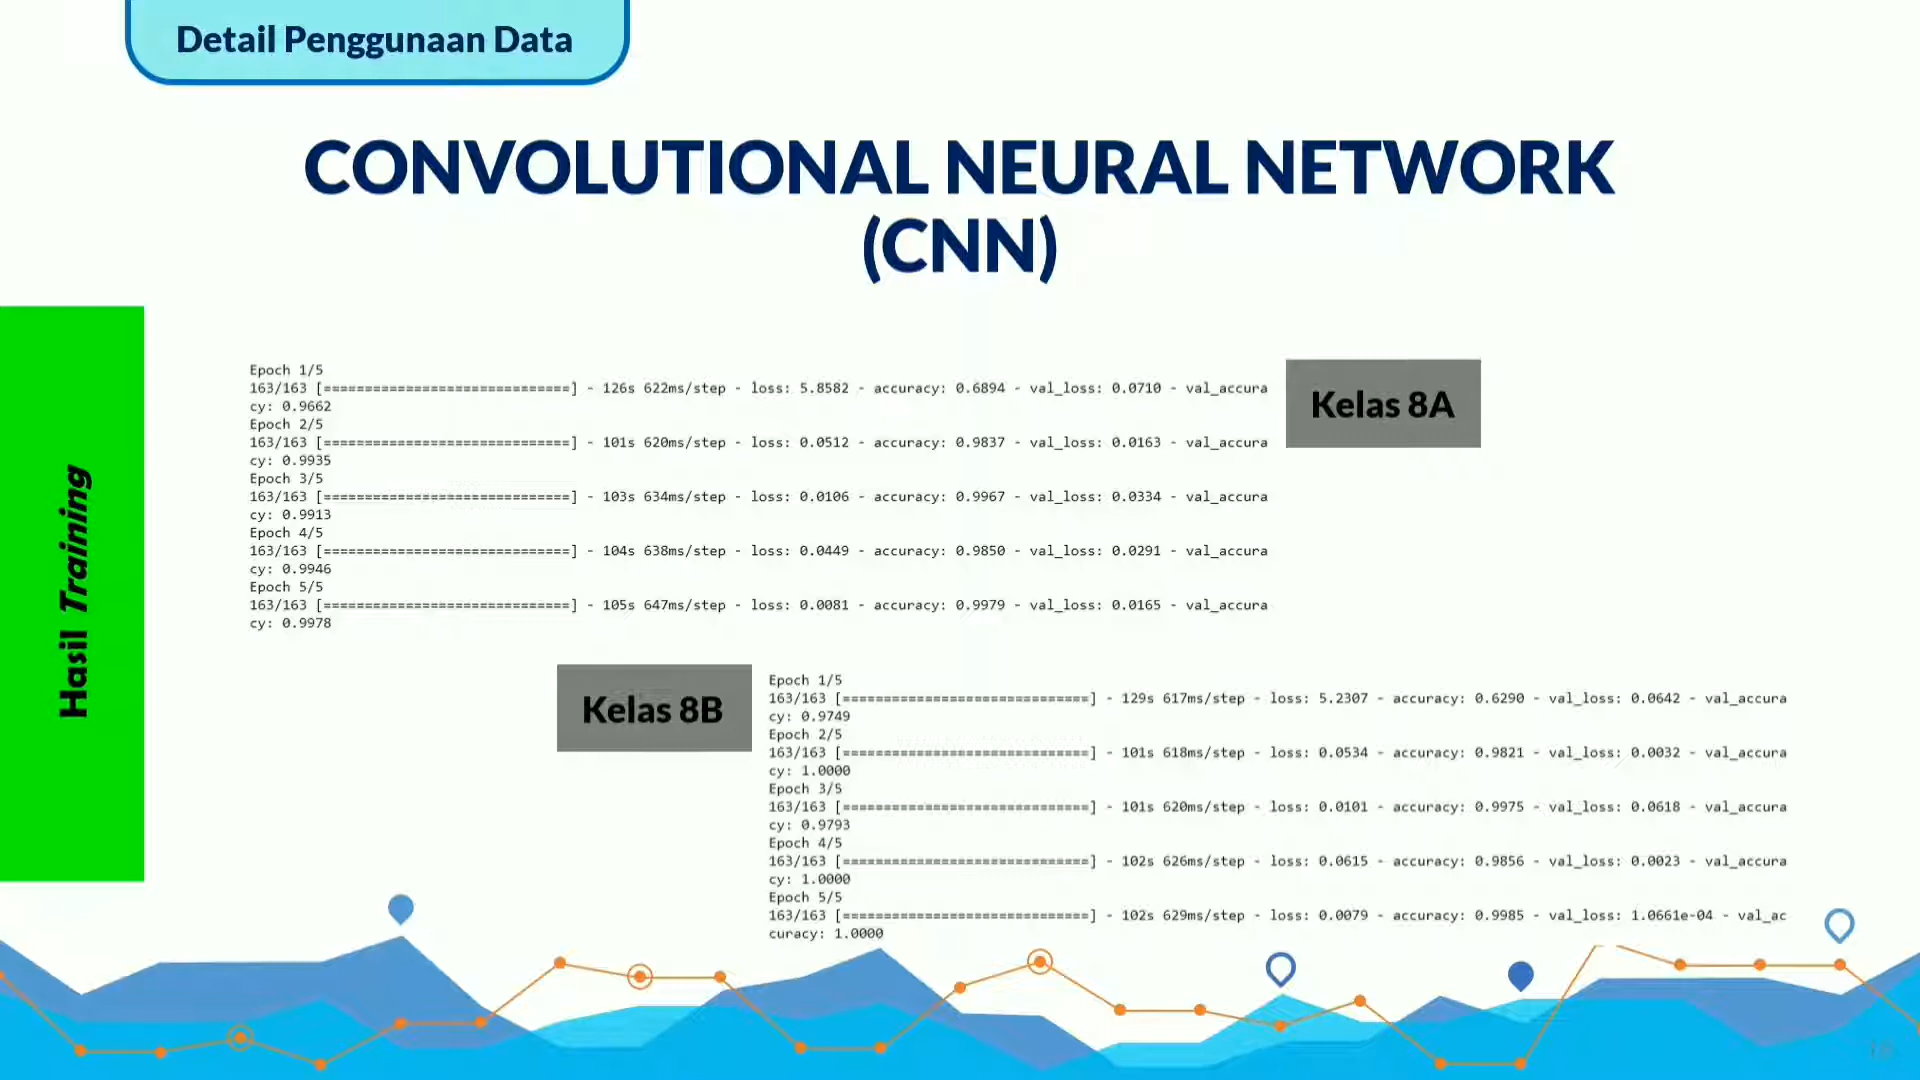 Detail Penggunaan Data
CONVOLUTIONAL NEURAL NETWORK
(CNN)
Hasil Training
Epoch 1/5
163/163 [==============================] - 126s 622ms/step - loss: 5.8582 - accuracy: 0.6894 - val_loss: 0.0710 - val_accura
cy: 0.9662
Epoch 2/5
163/163 [==============================] - 101s 620ms/step - loss: 0.0512 - accuracy: 0.9837 - val_loss: 0.0163 - val_accura
cy: 0.9935
Epoch 3/5
163/163 [==============================] - 103s 634ms/step - loss: 0.0106 - accuracy: 0.9967 - val_loss: 0.0334 - val_accura
cy: 0.9913
Epoch 4/5
163/163 [==============================] - 104s 638ms/step - loss: 0.0449 - accuracy: 0.9850 - val_loss: 0.0291 - val_accura
cy: 0.9946
Epoch 5/5
163/163 [==============================] - 105s 647ms/step - loss: 0.0081 - accuracy: 0.9979 - val_loss: 0.0165 - val_accura
cy: 0.9978
Kelas 8A
Kelas 8B
Epoch 1/5
163/163 [==============================] - 129s 617ms/step - loss: 5.2307 - accuracy: 0.6290 - val_loss: 0.0642 - val_accura
cy: 0.9749
Epoch 2/5
163/163 [==============================] - 101s 618ms/step - loss: 0.0534 - accuracy: 0.9821 - val_loss: 0.0032 - val_accura
cy: 1.0000
Epoch 3/5
163/163 [==============================] - 101s 620ms/step - loss: 0.0101 - accuracy: 0.9975 - val_loss: 0.0618 - val_accura
cy: 0.9793
Epoch 4/5
163/163 [==============================] - 102s 626ms/step - loss: 0.0615 - accuracy: 0.9856 - val_loss: 0.0023 - val_accura
cy: 1.0000
Epoch 5/5
163/163 [==============================] - 102s 629ms/step - loss: 0.0079 - accuracy: 0.9985 - val_loss: 1.0661e-04 - val_ac
curacy: 1.0000